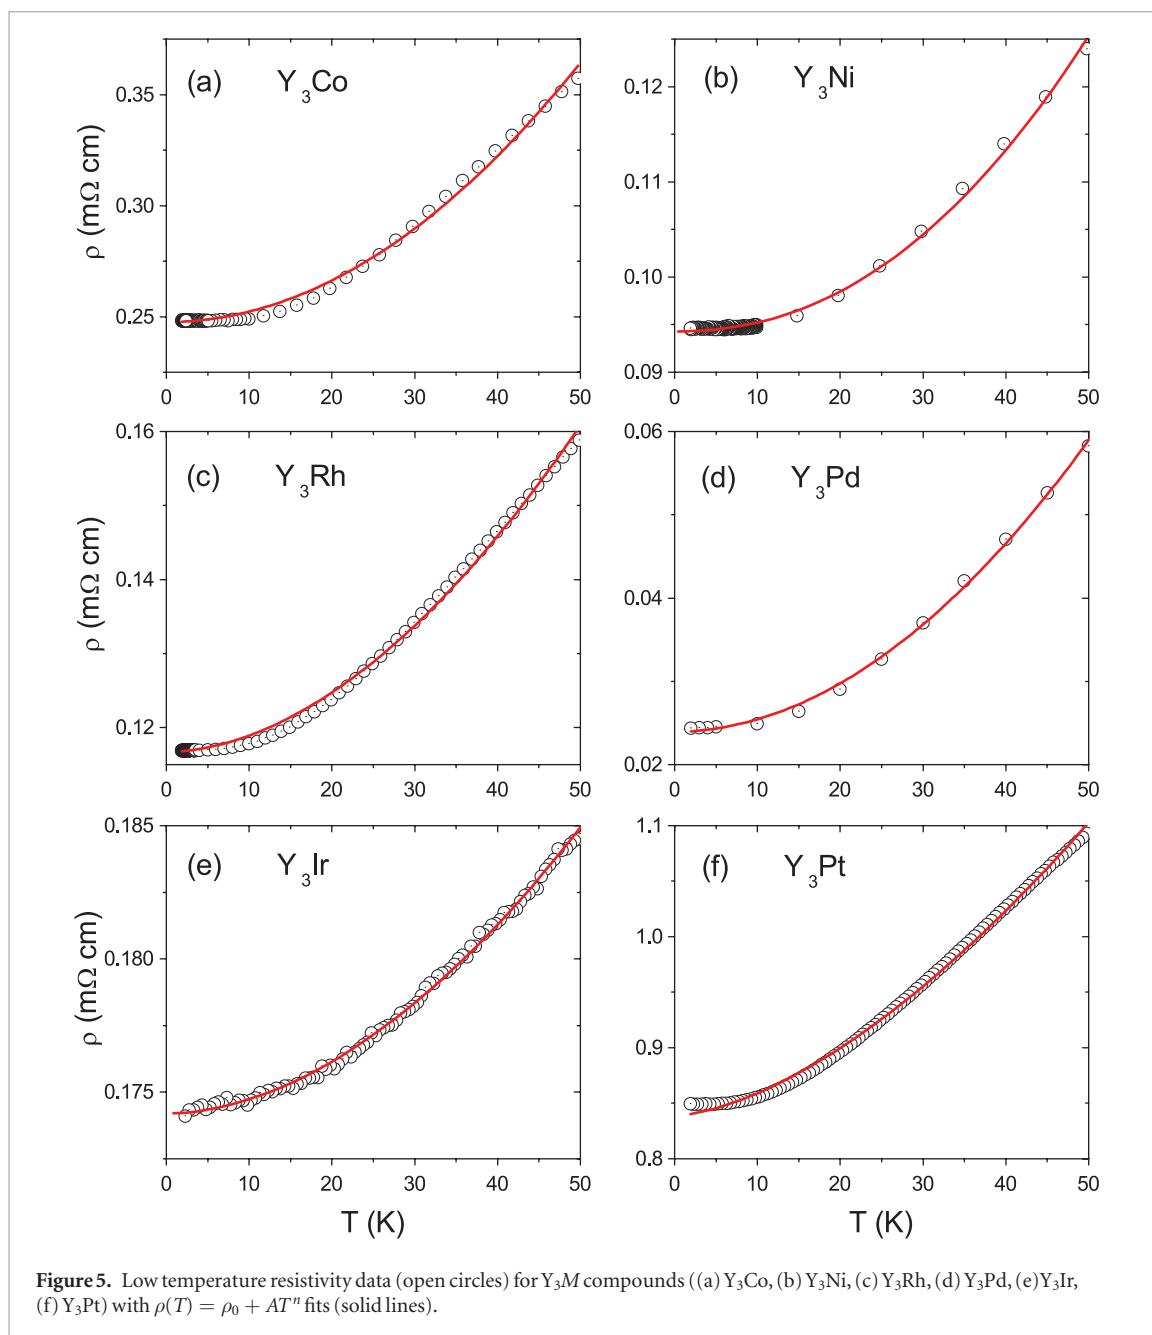 (a) Y3Co
0.35
0.30
0.25
ρ (mΩ cm)
0 10 20 30 40 50
(b) Y3Ni
0.12
0.11
0.10
0.09
0 10 20 30 40 50
(c) Y3Rh
0.16
0.14
0.12
ρ (mΩ cm)
0 10 20 30 40 50
(d) Y3Pd
0.06
0.04
0.02
0 10 20 30 40 50
(e) Y3Ir
0.185
0.180
0.175
ρ (mΩ cm)
0 10 20 30 40 50
T (K)
(f) Y3Pt
1.1
1.0
0.9
0.8
0 10 20 30 40 50
T (K)
Figure 5. Low temperature resistivity data (open circles) for Y3M compounds ((a) Y3Co, (b) Y3Ni, (c) Y3Rh, (d) Y3Pd, (e)Y3Ir,
(f) Y3Pt) with ρ(T) = ρ0 + ATⁿ fits (solid lines).